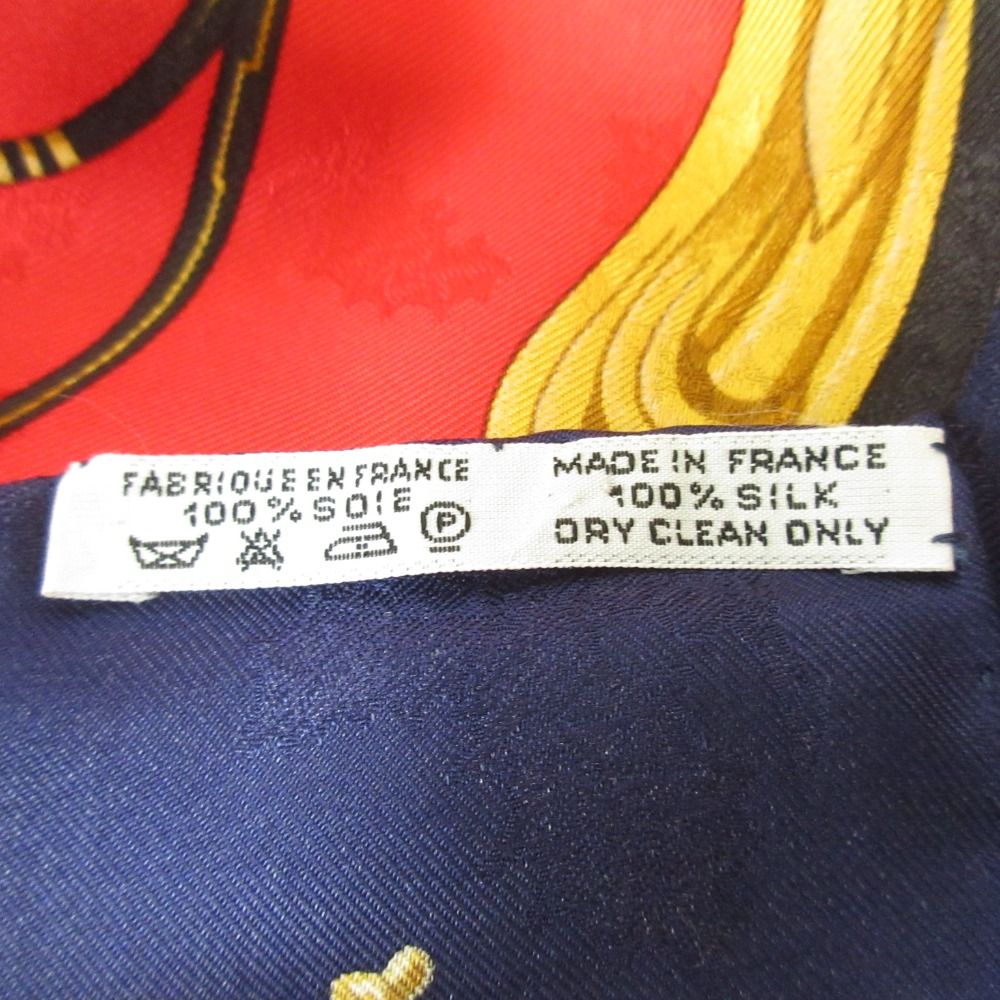 FABRIQUE EN FRANCE
100% SOIE
P
MADE IN FRANCE
100% SILK
DRY CLEAN ONLY